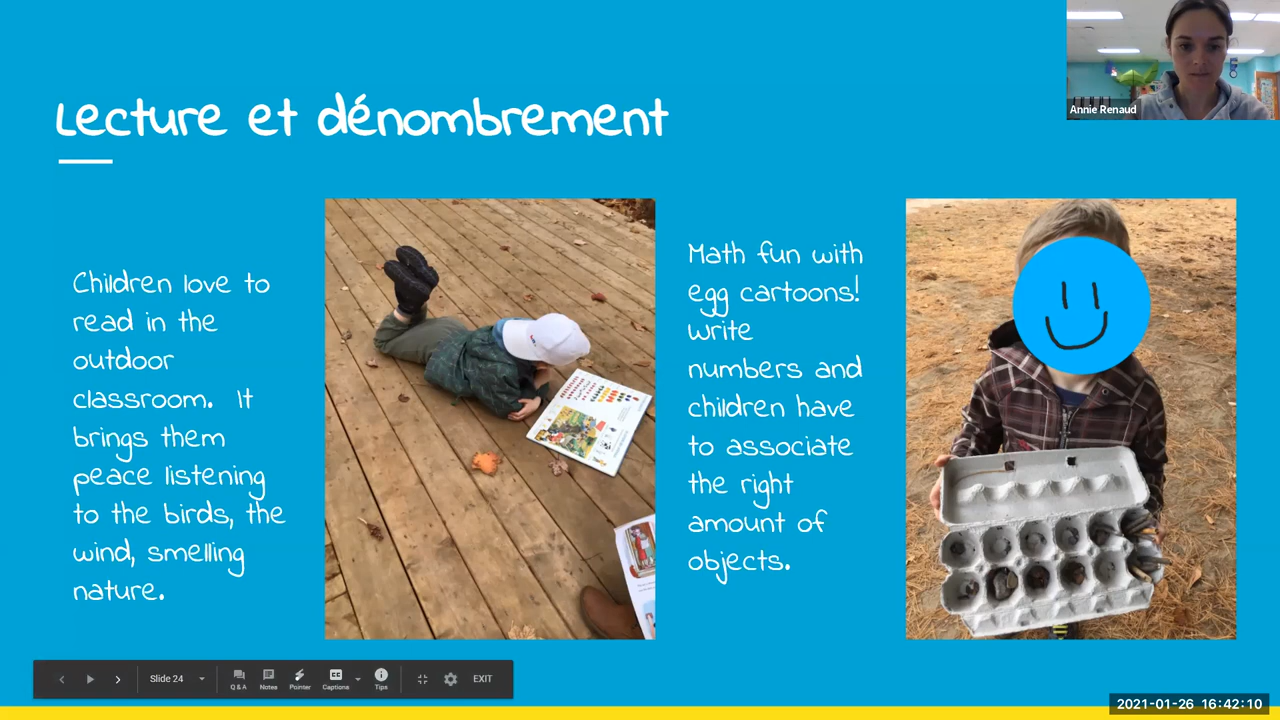 Annie Renaud
Lecture et dénombrement
Children love to
read in the
outdoor
classroom. It
brings them
peace listening
to the birds, the
wind, smelling
nature.
Math fun with
egg cartoons!
Write
numbers and
children have
to associate
the right
amount of
objects.
Slide 24
Q & A
Notes
Pointer
Captions
Tips
EXIT
2021-01-26 16:42:10